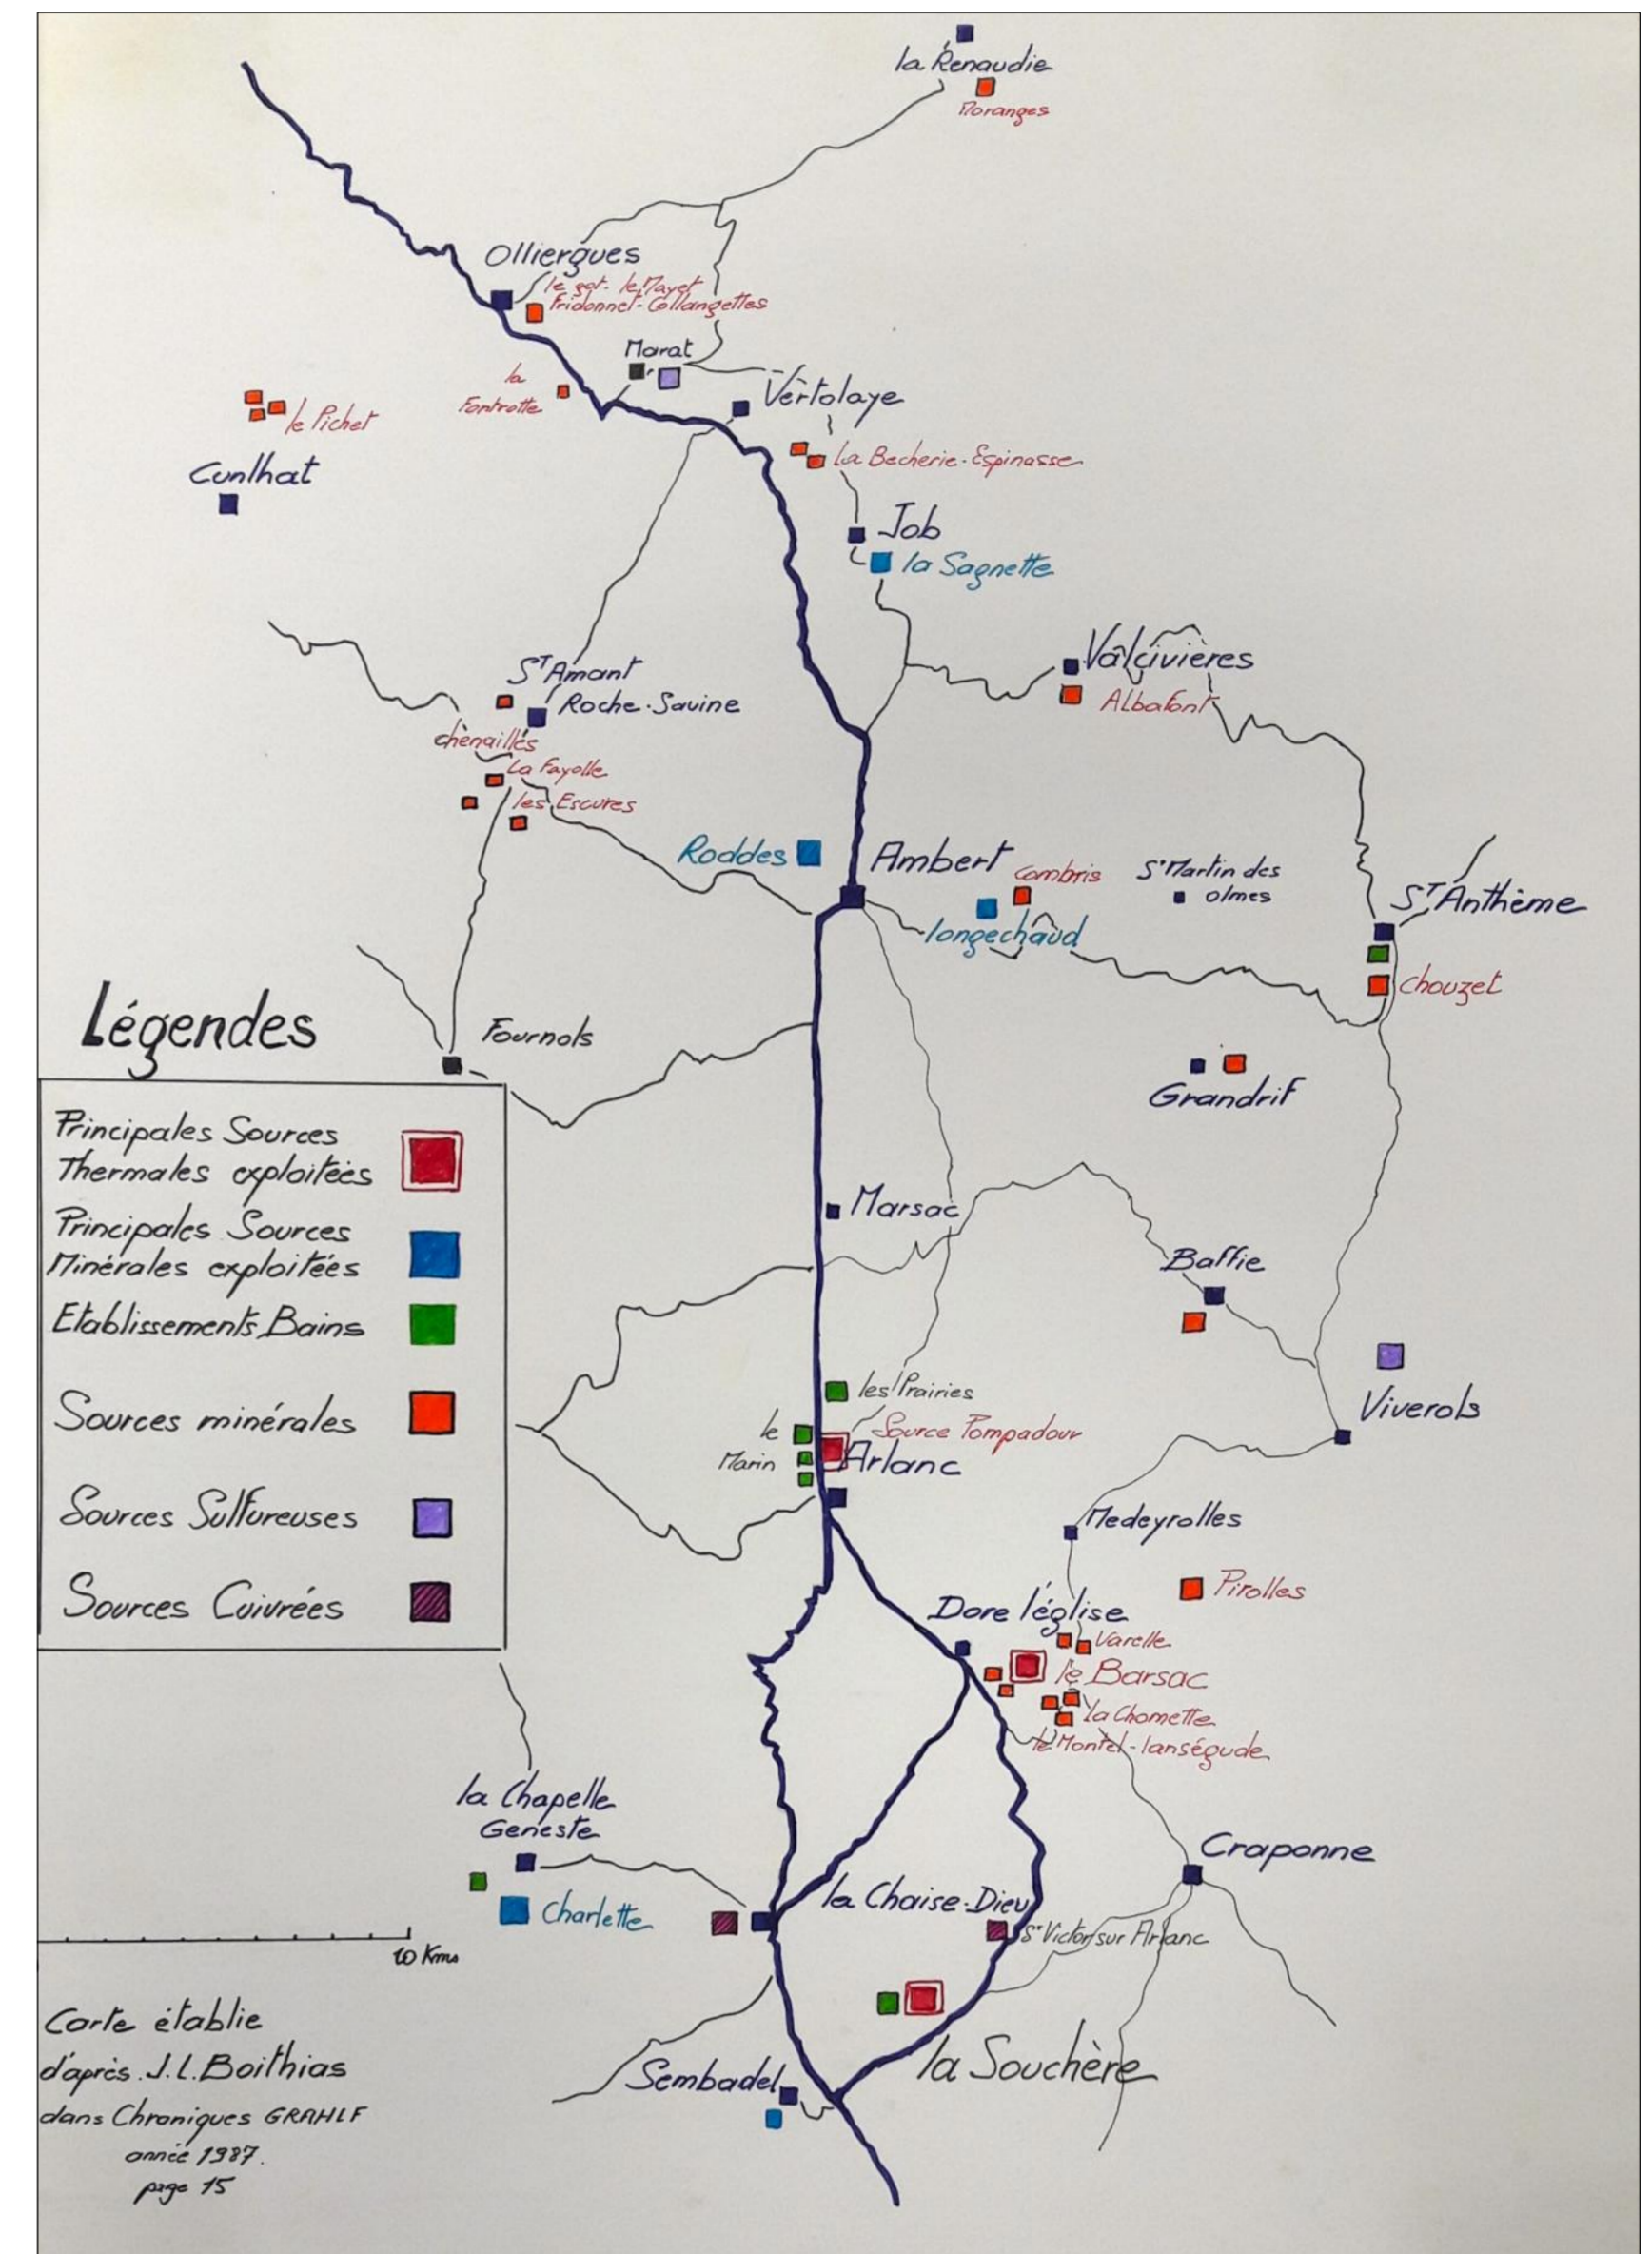 la Renaudie
Moranges
Olliergues
le got. le Mayet
Fridonnet-Collangettes
Marat
la
Fontrotte
Vertolaye
le Pichet
Cunlhat
la Becherie-Espinasse
Job
la Sagnette
Valcivières
Albafont
St Amant
Roche-Savine
chènaillés
La Fayolle
les Escures
Roddes
Ambert
Combris
longechaud
St Martin des
olmes
ST Anthème
Chouzet
Grandrif
Fournols
Légendes
Principales Sources
Thermales exploitées
Principales Sources
Minérales exploitées
Etablissements Bains
Sources minérales
Sources Sulfureuses
Sources Cuivrées
Marsac
Baffie
Viverols
les Prairies
le
Marin
Source Pompadour
Arlanc
Medeyrolles
Pirolles
Dore l'église
Varelle
le Barsac
la Chomette
le Montel-lanségude
la Chapelle
Geneste
Charlette
Craponne
la Chaise-Dieu
St Victor sur Arlanc
la Souchère
Sembadel
10 Kms
Carte établie
d'après. J.L. Boithias
dans Chroniques GRAHLF
année 1987.
page 15